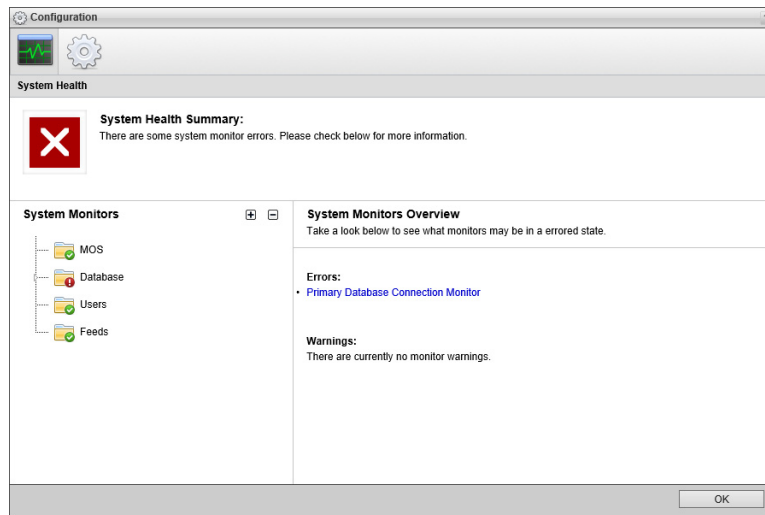 Configuration
System Health
System Health Summary:
There are some system monitor errors. Please check below for more information.
System Monitors
MOS
Database
Users
Feeds
System Monitors Overview
Take a look below to see what monitors may be in a errored state.
Errors:
• Primary Database Connection Monitor
Warnings:
There are currently no monitor warnings.
OK